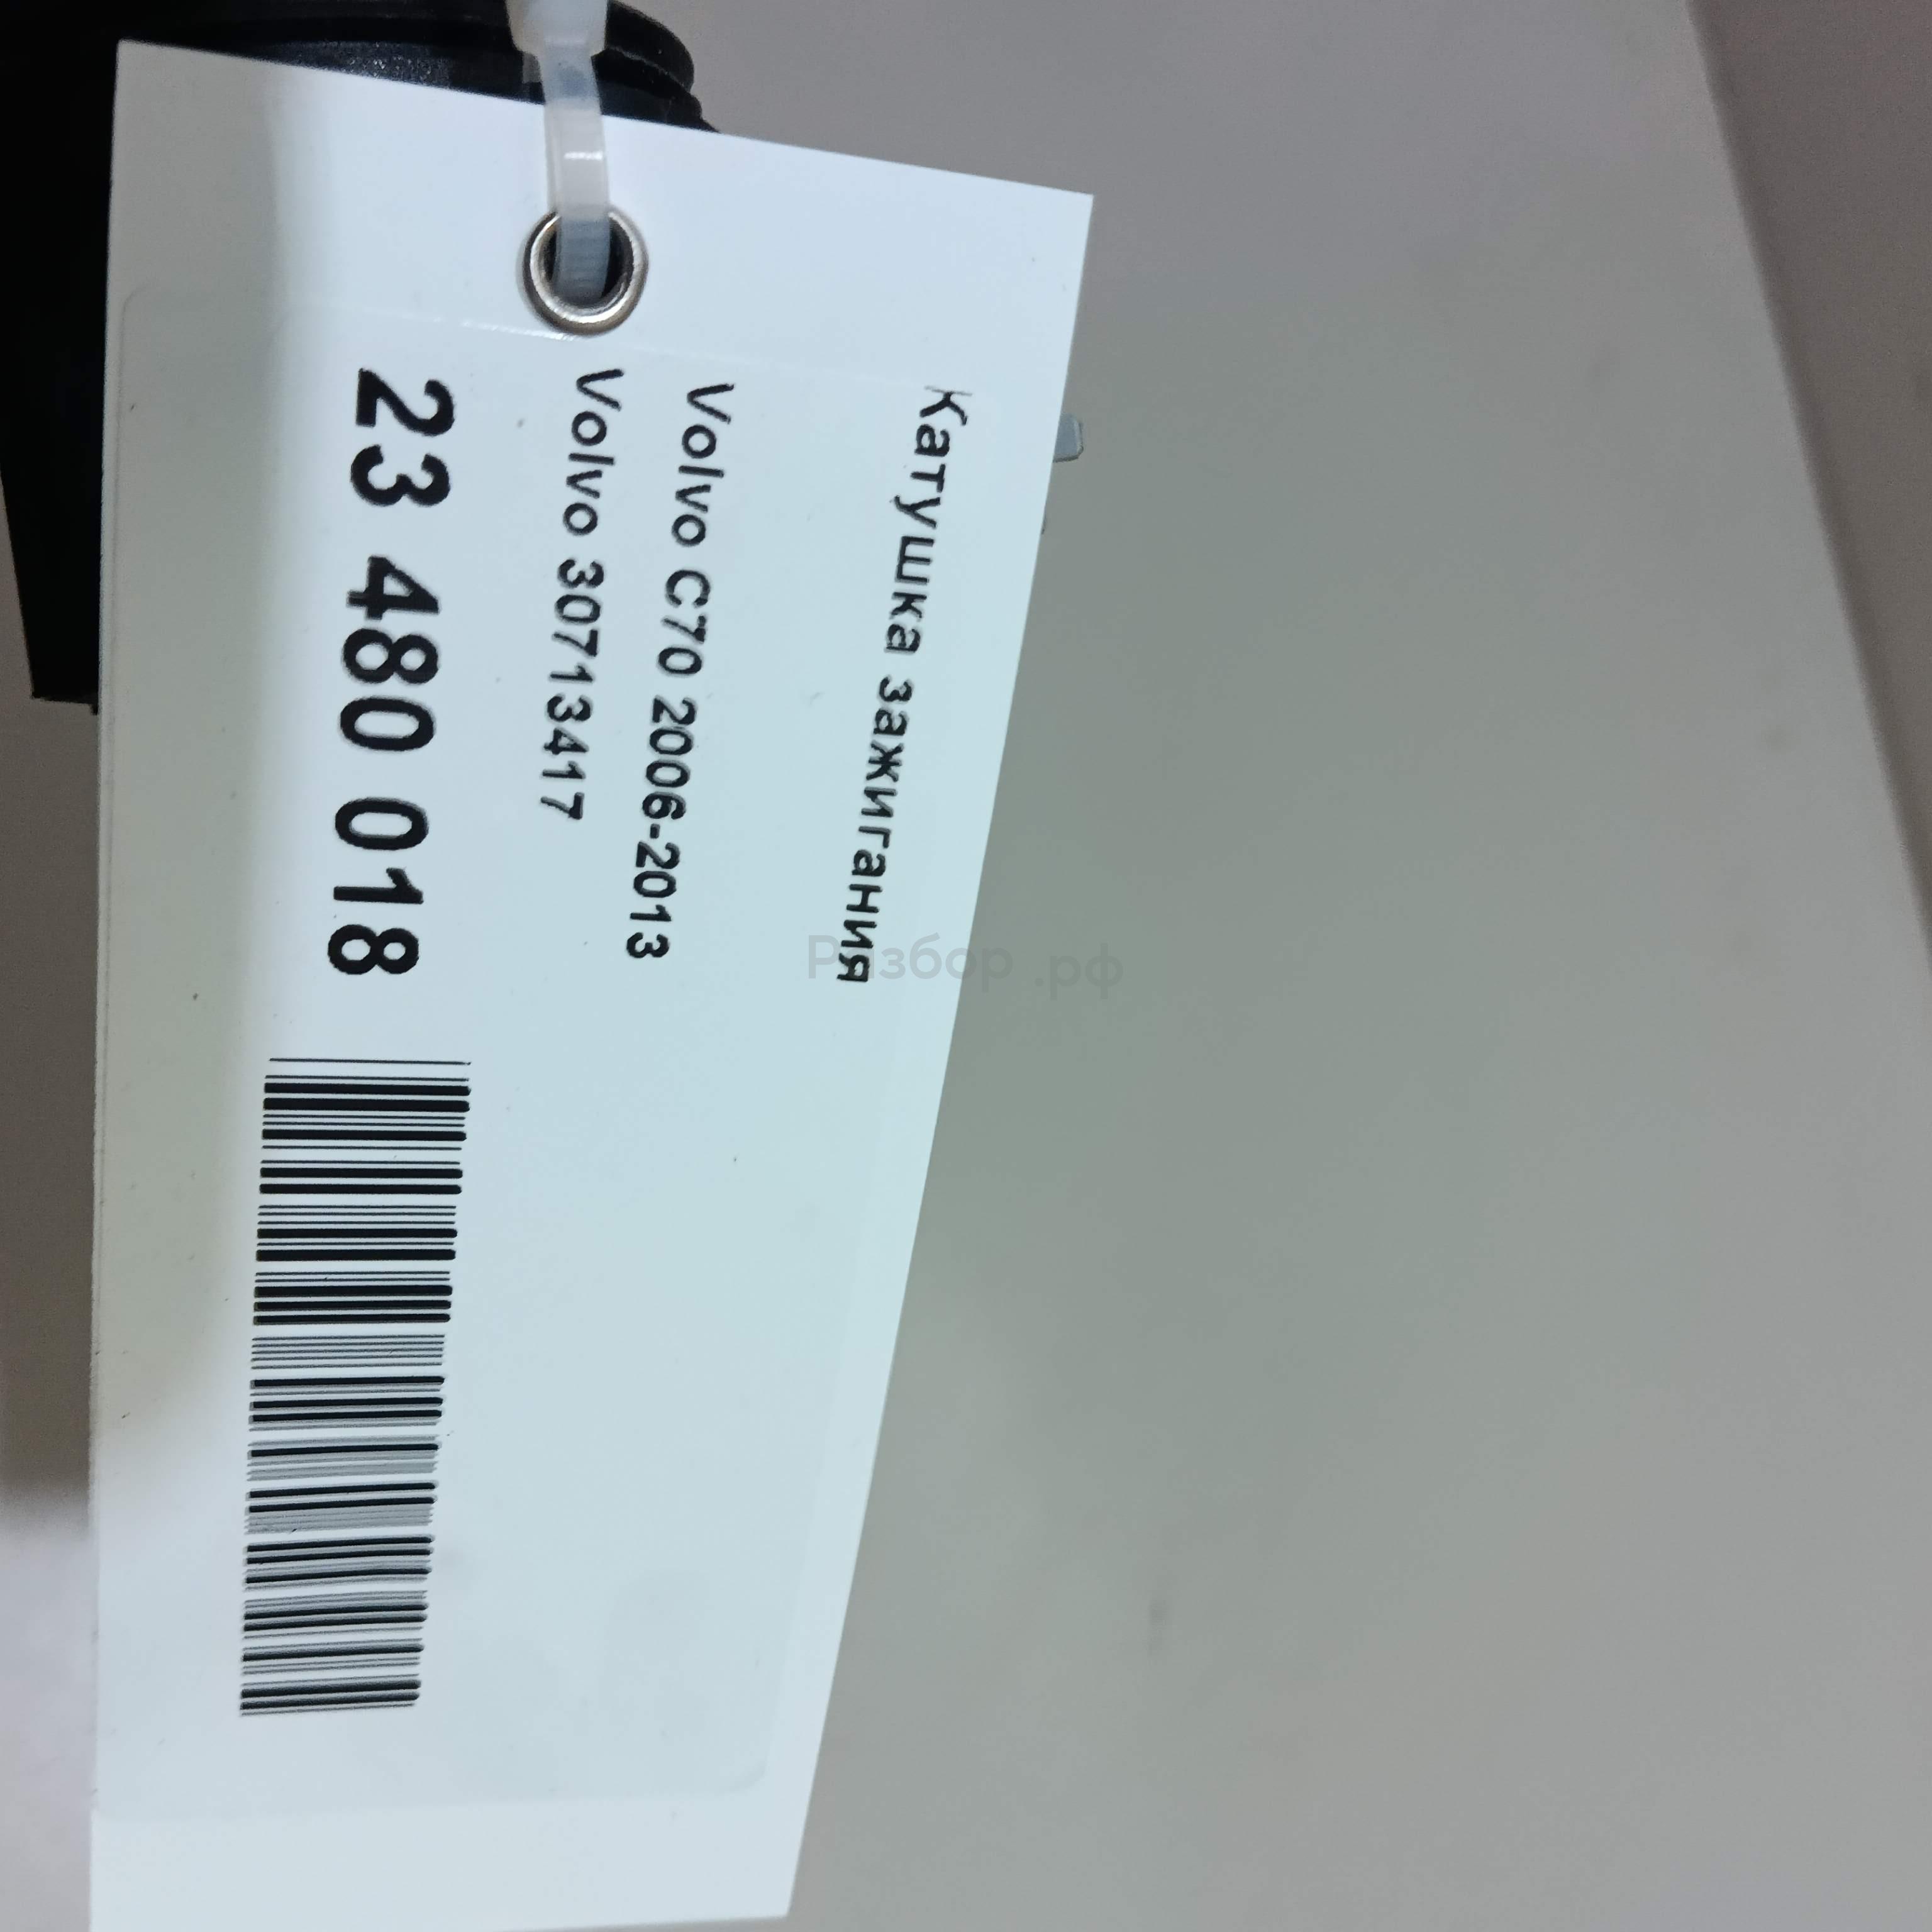 Катушка зажигания
Volvo C70 2006-2013
Volvo 30713417
23 480 018
Разбор.рф